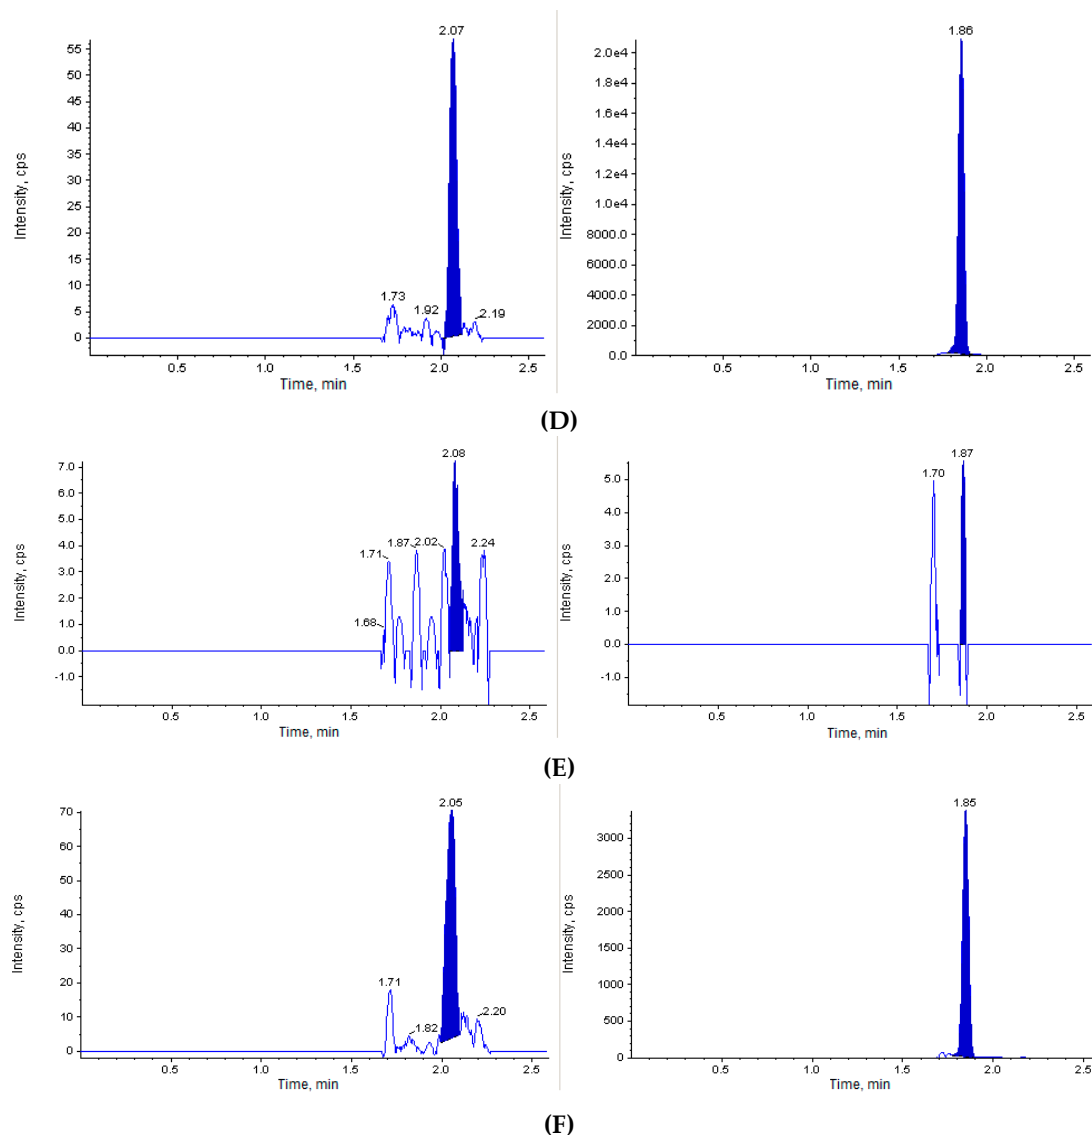 2.07
55
50
45
40
35
30
25
20
15
10
5
0
Intensity, cps
1.73
1.92
2.19
0.5 1.0 1.5 2.0 2.5
Time, min
1.86
2.0e4
1.8e4
1.6e4
1.4e4
1.2e4
1.0e4
8000.0
6000.0
4000.0
2000.0
0.0
Intensity, cps
0.5 1.0 1.5 2.0 2.5
Time, min
(D)
2.08
7.0
6.0
5.0
4.0
3.0
2.0
1.0
0.0
-1.0
Intensity, cps
1.68
1.71
1.87
2.02
2.24
0.5 1.0 1.5 2.0 2.5
Time, min
1.87
1.70
5.0
4.0
3.0
2.0
1.0
0.0
-1.0
Intensity, cps
0.5 1.0 1.5 2.0 2.5
Time, min
(E)
2.05
70
60
50
40
30
20
10
0
Intensity, cps
1.71
1.82
2.20
0.5 1.0 1.5 2.0 2.5
Time, min
1.85
3000
2500
2000
1500
1000
500
0
Intensity, cps
0.5 1.0 1.5 2.0 2.5
Time, min
(F)